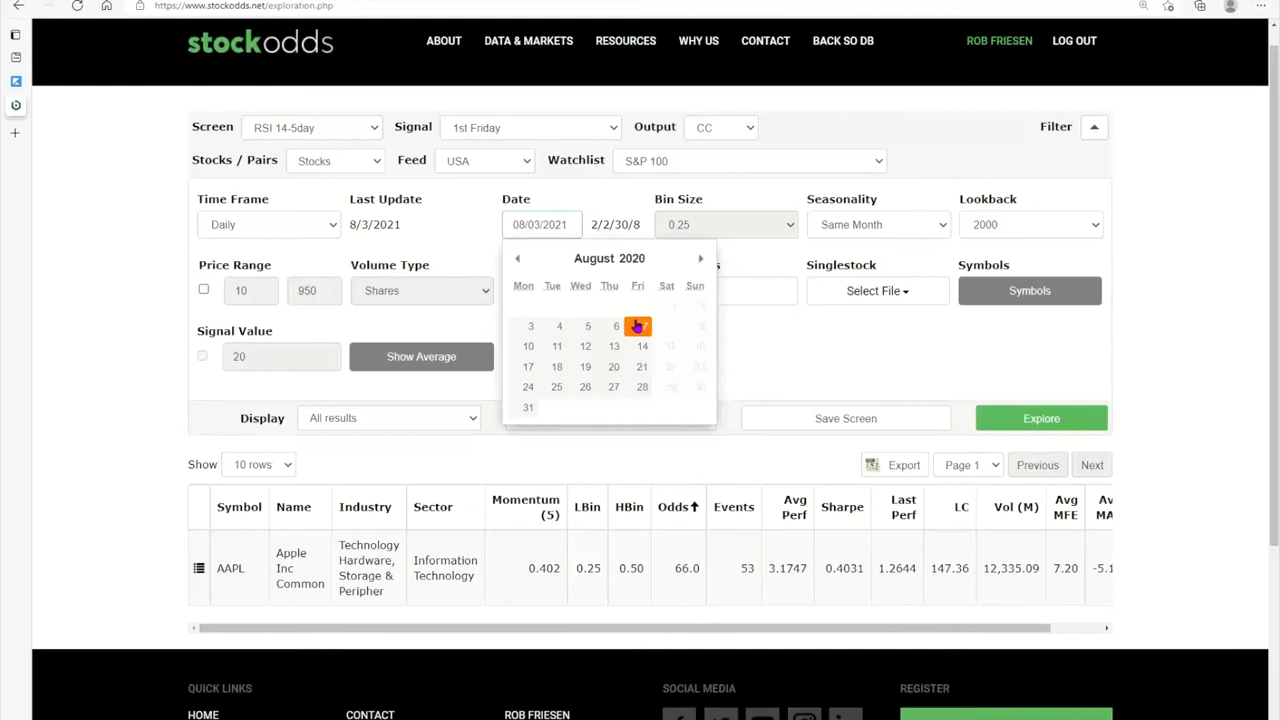 https://www.stockodds.net/exploration.php
stockodds
ABOUT DATA & MARKETS RESOURCES WHY US CONTACT BACK SO DB ROB FRIESEN LOG OUT
Screen RSI 14-5day Signal 1st Friday Output CC Filter
Stocks / Pairs Stocks Feed USA Watchlist S&P 100
Time Frame Last Update Date Bin Size Seasonality Lookback
Daily 8/3/2021 08/03/2021 2/2/30/8 0.25 Same Month 2000
August 2020
Price Range Volume Type Singlestock Symbols
Mon Tue Wed Thu Fri Sat Sun
10 950 Shares Select File Symbols
3 4 5 6 7
Signal Value
10 11 12 13 14
20 Show Average
17 18 19 20 21
24 25 26 27 28
31
Display All results Save Screen Explore
Show 10 rows Export Page 1 Previous Next
Symbol Name Industry Sector Momentum (5) LBin HBin Odds Events Avg Perf Sharpe Last Perf LC Vol (M) Avg MFE
AAPL Apple Inc Common Technology Hardware, Storage & Peripher Information Technology 0.402 0.25 0.50 66.0 53 3.1747 0.4031 1.2644 147.36 12,335.09 7.20 -5.1
QUICK LINKS SOCIAL MEDIA REGISTER
HOME CONTACT ROB FRIESEN